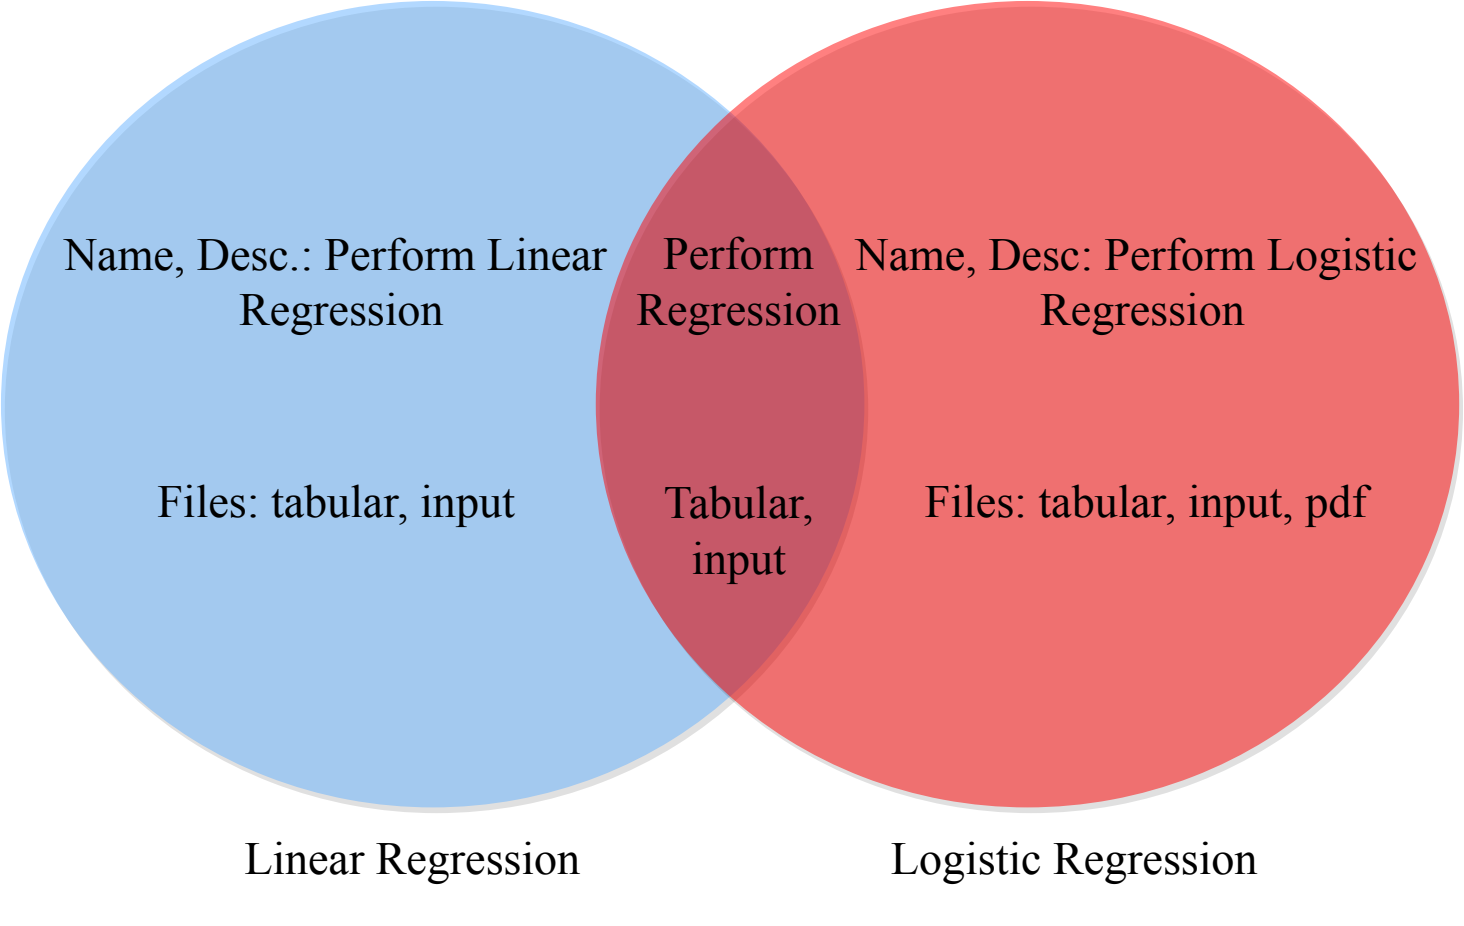 Name, Desc.: Perform Linear
Regression
Perform
Regression
Name, Desc: Perform Logistic
Regression
Files: tabular, input
Tabular,
input
Files: tabular, input, pdf
Linear Regression
Logistic Regression